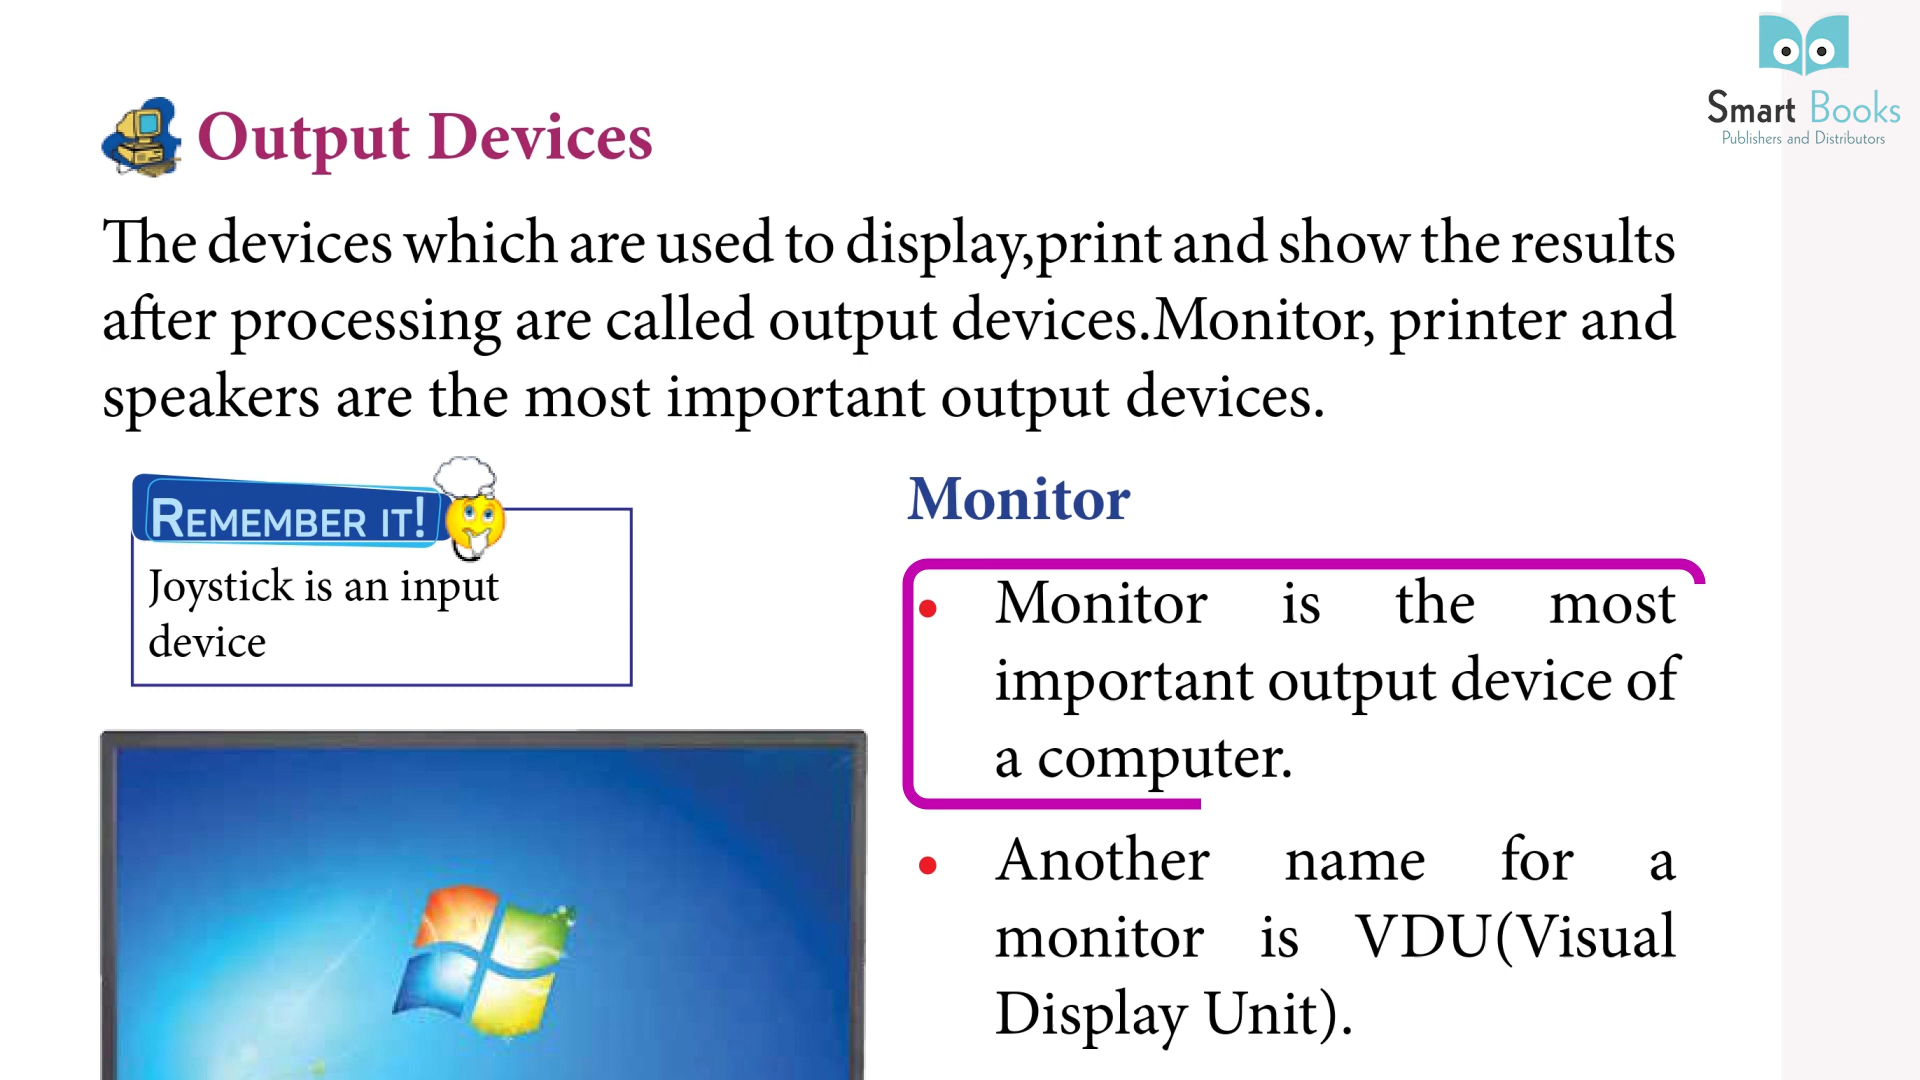 Smart Books
Publishers and Distributors
Output Devices
The devices which are used to display,print and show the results
after processing are called output devices.Monitor, printer and
speakers are the most important output devices.
REMEMBER IT!
Joystick is an input
device
Monitor
• Monitor is the most
important output device of
a computer.
• Another name for a
monitor is VDU(Visual
Display Unit).